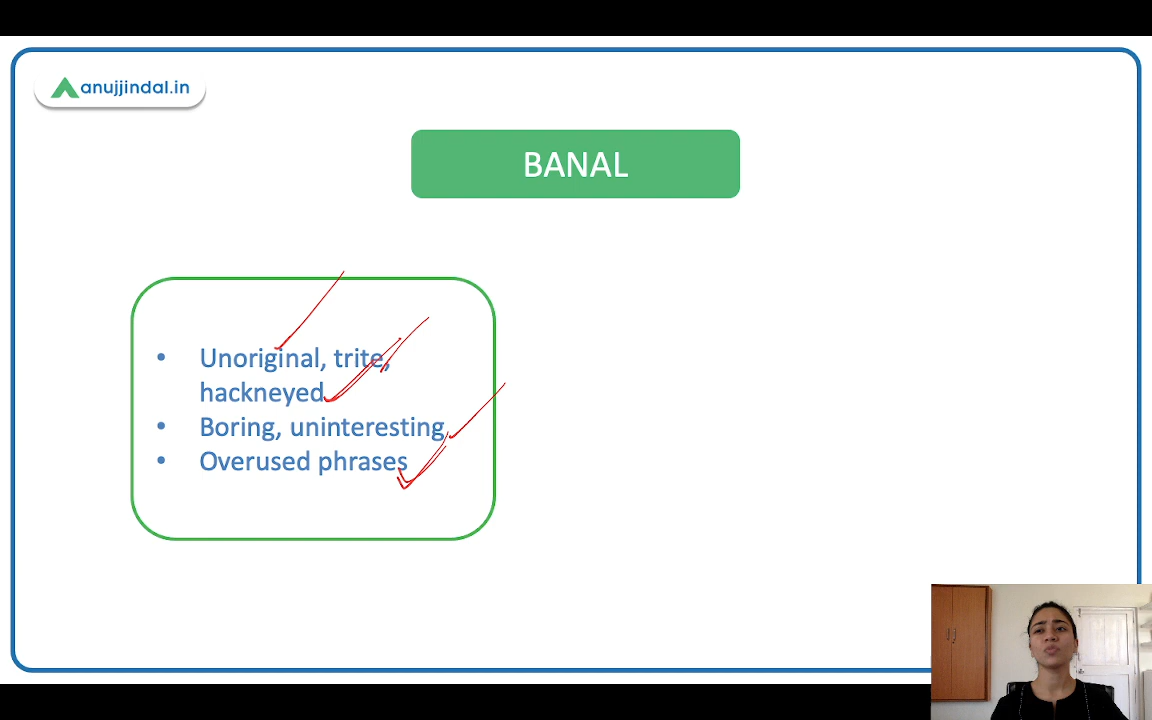 anujjindal.in
BANAL
• Unoriginal, trite,
hackneyed
• Boring, uninteresting
• Overused phrases